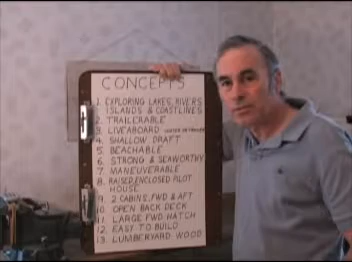 CONCEPTS
1. EXPLORING LAKES, RIVERS
ISLANDS & COASTLINES
2. TRAILERABLE
3. LIVEABOARD
4. SHALLOW DRAFT
5. BEACHABLE
6. STRONG & SEAWORTHY
7. MANEUVERABLE
8. RAISED, ENCLOSED PILOT
HOUSE
9. 2 CABINS, FWD & AFT
10. OPEN BACK DECK
11. LARGE FWD. HATCH
12. EASY TO BUILD
13. LUMBERYARD WOOD